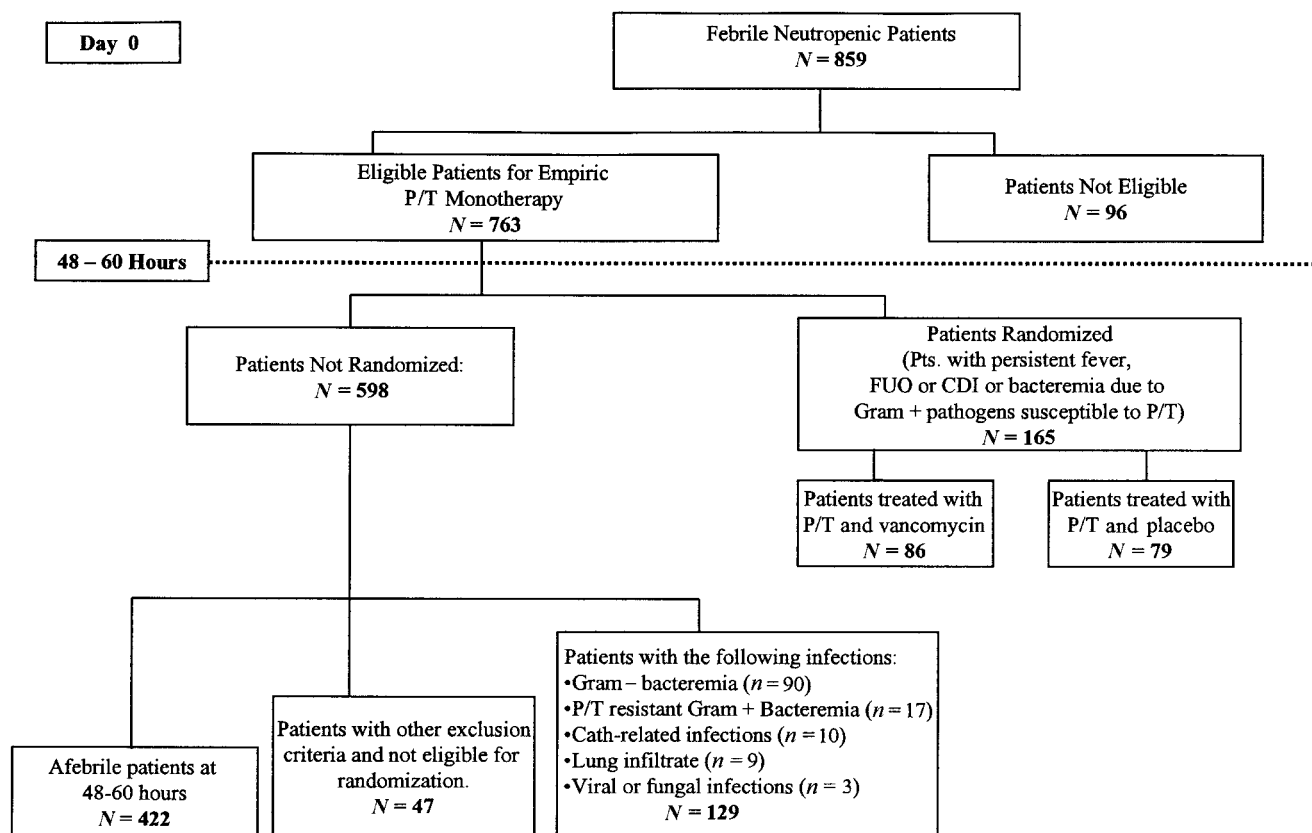 Day 0
Febrile Neutropenic Patients
N = 859
Eligible Patients for Empiric
P/T Monotherapy
N = 763
Patients Not Eligible
N = 96
48 – 60 Hours
Patients Not Randomized:
N = 598
Patients Randomized
(Pts. with persistent fever,
FUO or CDI or bacteremia due to
Gram + pathogens susceptible to P/T)
N = 165
Patients treated with
P/T and vancomycin
N = 86
Patients treated with
P/T and placebo
N = 79
Afebrile patients at
48-60 hours
N = 422
Patients with other exclusion
criteria and not eligible for
randomization.
N = 47
Patients with the following infections:
•Gram – bacteremia (n = 90)
•P/T resistant Gram + Bacteremia (n = 17)
•Cath-related infections (n = 10)
•Lung infiltrate (n = 9)
•Viral or fungal infections (n = 3)
N = 129